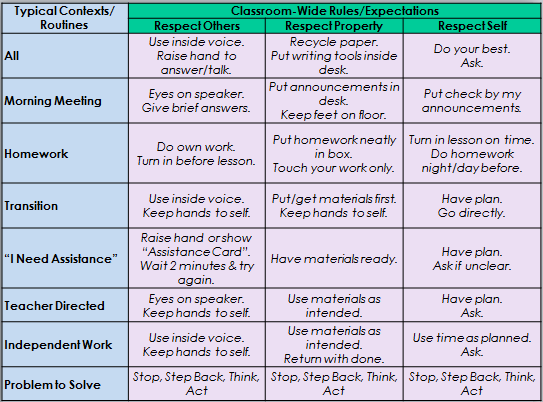 Typical Contexts/ Classroom-Wide Rules/Expectations
Routines Respect Others Respect Property Respect Self
All
Use inside voice.
Raise hand to
answer/talk.
Recycle paper.
Put writing tools inside
desk.
Do your best.
Ask.
Morning Meeting
Eyes on speaker.
Give brief answers.
Put announcements in
desk.
Keep feet on floor.
Put check by my
announcements.
Homework
Do own work.
Turn in before lesson.
Put homework neatly
in box.
Touch your work only.
Turn in lesson on time.
Do homework
night/day before.
Transition
Use inside voice.
Keep hands to self.
Put/get materials first.
Keep hands to self.
Have plan.
Go directly.
“I Need Assistance”
Raise hand or show
“Assistance Card”.
Wait 2 minutes & try
again.
Have materials ready.
Have plan.
Ask if unclear.
Teacher Directed
Eyes on speaker.
Keep hands to self.
Use materials as
intended.
Have plan.
Ask.
Independent Work
Use inside voice.
Keep hands to self.
Use materials as
intended.
Return with done.
Use time as planned.
Ask.
Problem to Solve
Stop, Step Back, Think,
Act
Stop, Step Back, Think,
Act
Stop, Step Back, Think,
Act